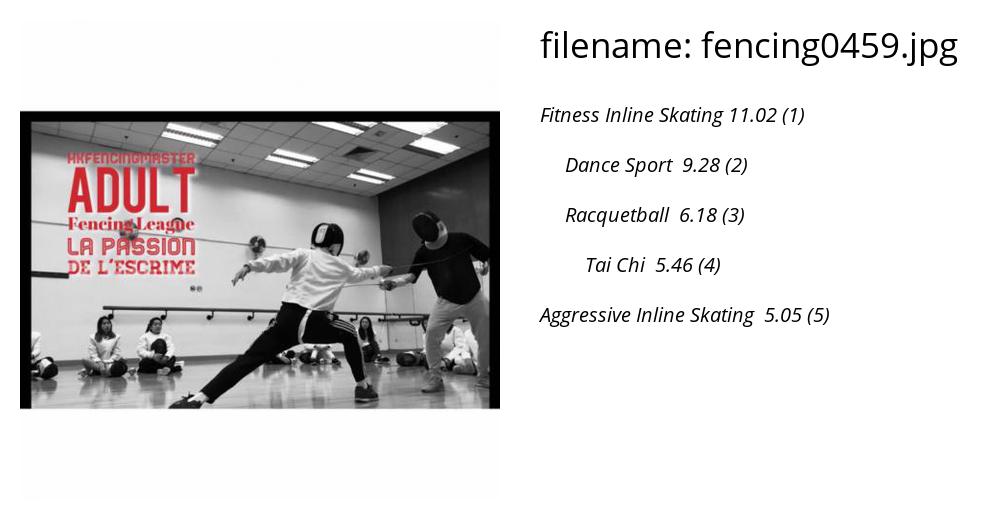 filename: fencing0459.jpg
HKFENCINGMASTER
ADULT
Fencing League
LA PASSION
DE L'ESCRIME
Fitness Inline Skating 11.02 (1)
Dance Sport 9.28 (2)
Racquetball 6.18 (3)
Tai Chi 5.46 (4)
Aggressive Inline Skating 5.05 (5)